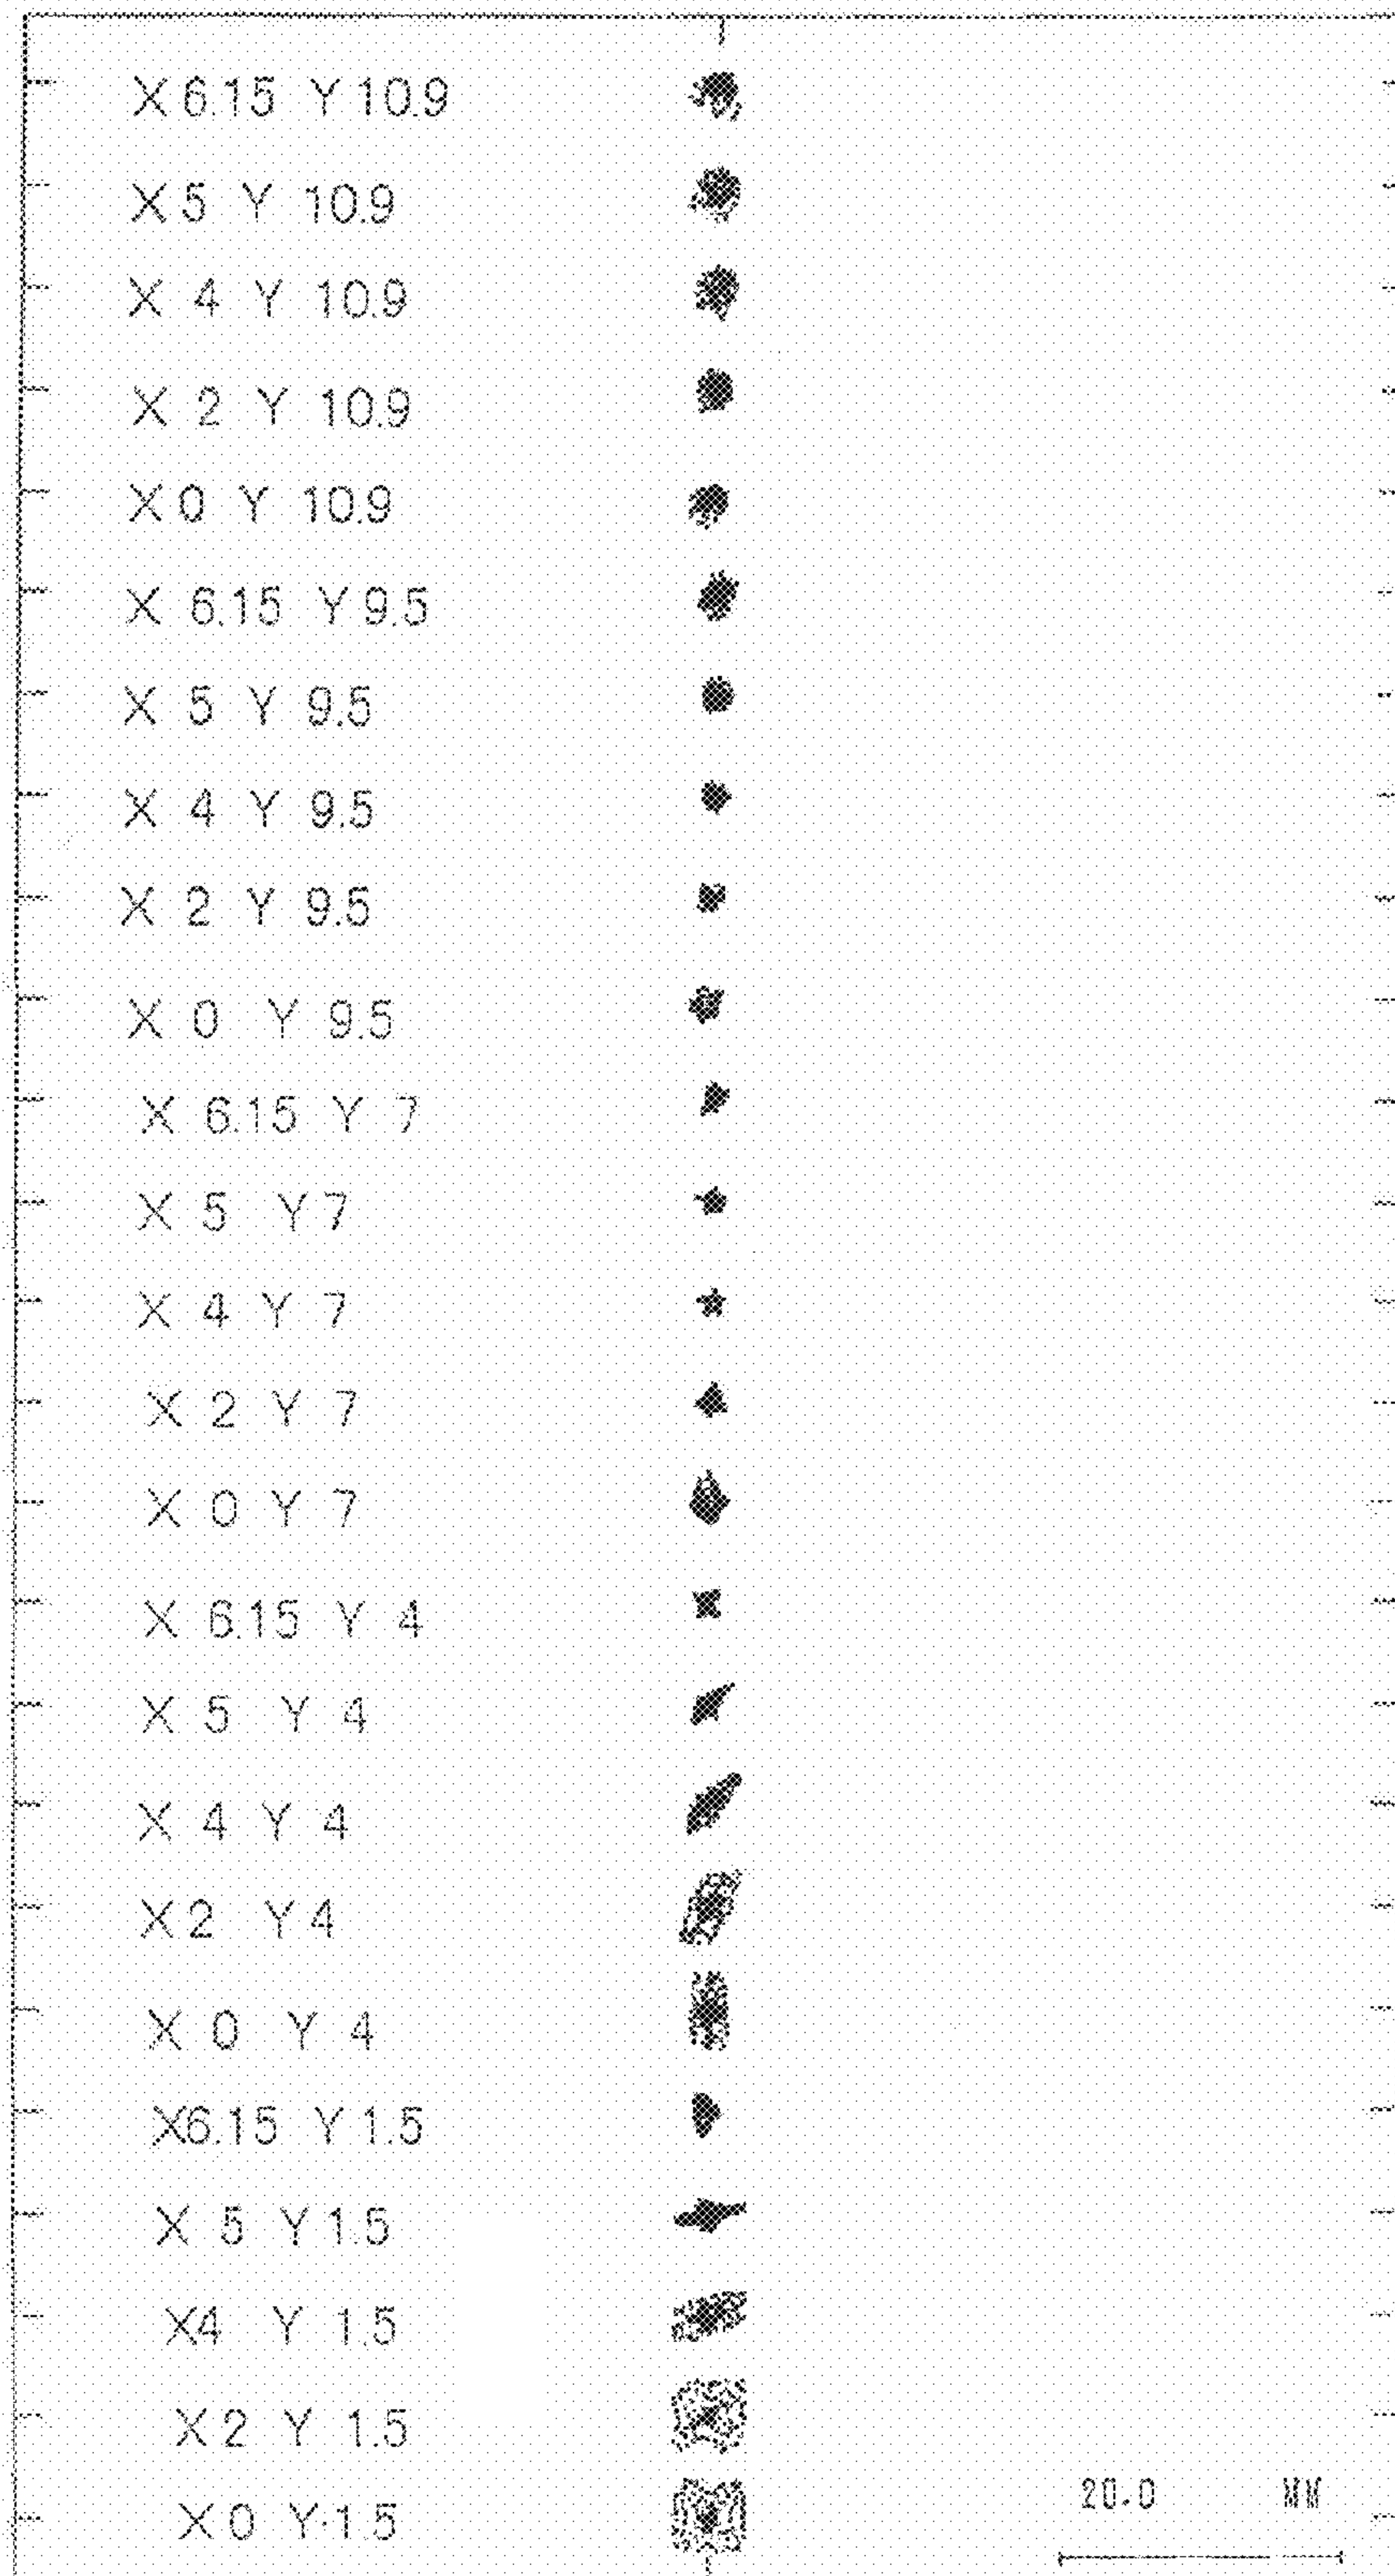 X 6.15 Y 10.9
X 5 Y 10.9
X 4 Y 10.9
X 2 Y 10.9
X 0 Y 10.9
X 6.15 Y 9.5
X 5 Y 9.5
X 4 Y 9.5
X 2 Y 9.5
X 0 Y 9.5
X 6.15 Y 7
X 5 Y 7
X 4 Y 7
X 2 Y 7
X 0 Y 7
X 6.15 Y 4
X 5 Y 4
X 4 Y 4
X 2 Y 4
X 0 Y 4
X6.15 Y 1.5
X 5 Y 1.5
X4 Y 1.5
X 2 Y 1.5
X 0 Y 1.5
20.0 MM